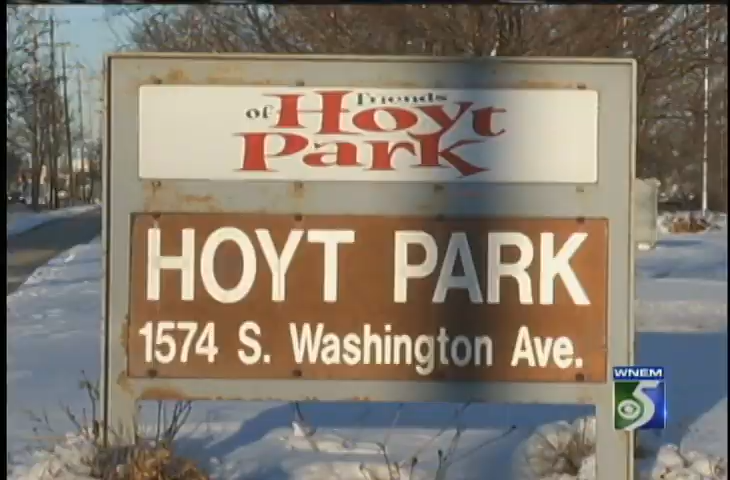 Friends
of Hoyt
Park
HOYT PARK
1574 S. Washington Ave.
WNEM
5